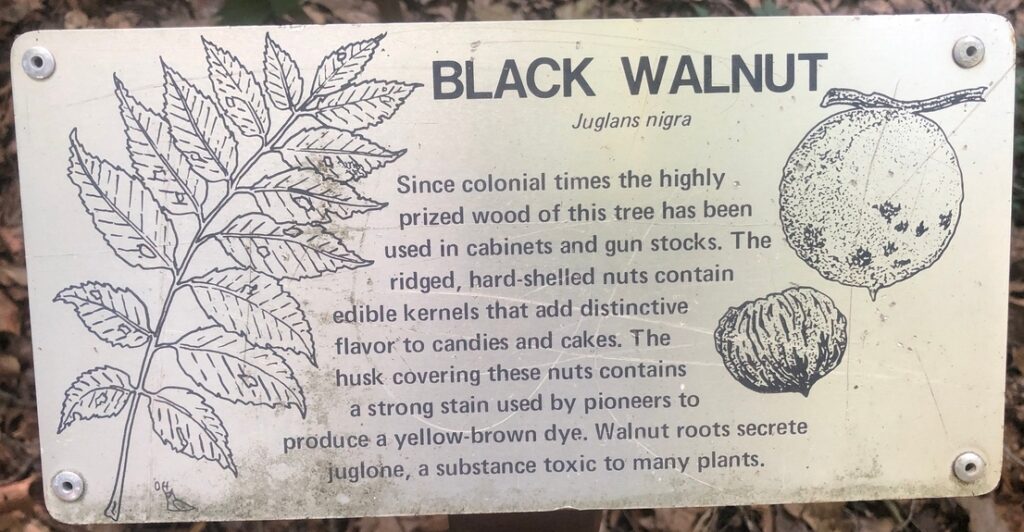 BLACK WALNUT
Juglans nigra
Since colonial times the highly
prized wood of this tree has been
used in cabinets and gun stocks. The
ridged, hard-shelled nuts contain
edible kernels that add distinctive
flavor to candies and cakes. The
husk covering these nuts contains
a strong stain used by pioneers to
produce a yellow-brown dye. Walnut roots secrete
juglone, a substance toxic to many plants.